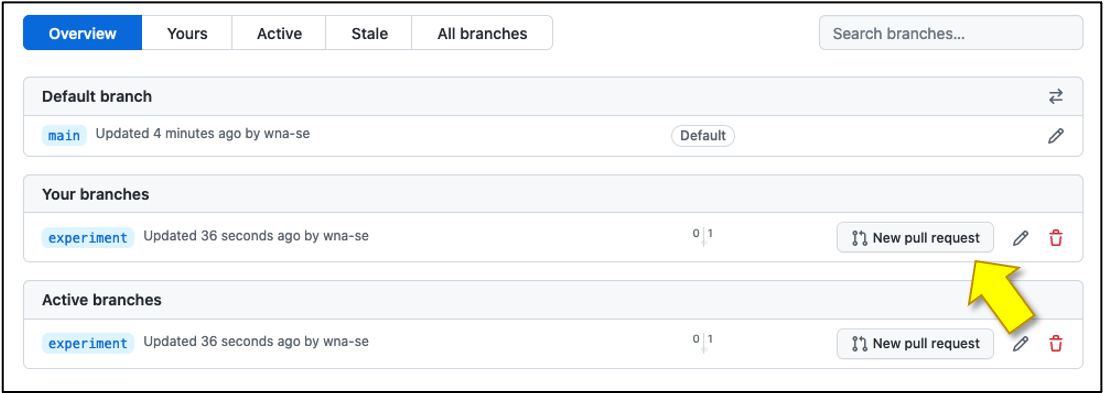 Overview Yours Active Stale All branches Search branches...
Default branch
main Updated 4 minutes ago by wna-se Default
Your branches
experiment Updated 36 seconds ago by wna-se 0 1 New pull request
Active branches
experiment Updated 36 seconds ago by wna-se 0 1 New pull request